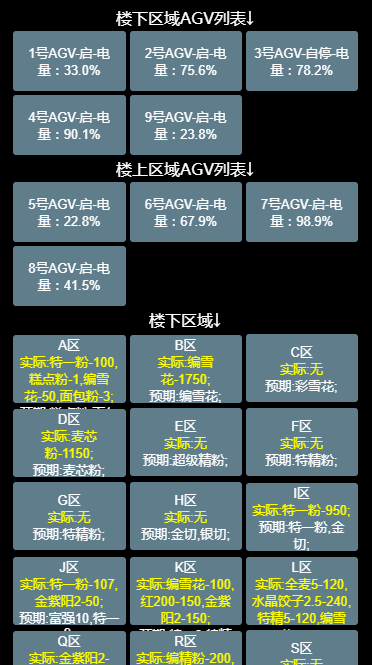 楼下区域AGV列表↓
1号AGV-启-电
量：33.0%
2号AGV-启-电
量：75.6%
3号AGV-自停-电
量：78.2%
4号AGV-启-电
量：90.1%
9号AGV-启-电
量：23.8%
楼上区域AGV列表↓
5号AGV-启-电
量：22.8%
6号AGV-启-电
量：67.9%
7号AGV-启-电
量：98.9%
8号AGV-启-电
量：41.5%
楼下区域↓
A区
实际:特一粉-100,
糕点粉-1,编雪
花-50,面包粉-3;
B区
实际:编雪
花-1750;
预期:编雪花;
C区
实际:无
预期:彩雪花;
D区
实际:麦芯
粉-1150;
预期:麦芯粉;
E区
实际:无
预期:超级精粉;
F区
实际:无
预期:特精粉;
G区
实际:无
预期:特精粉;
H区
实际:无
预期:金切,银切;
I区
实际:特一粉-950;
预期:特一粉,金
切;
J区
实际:特一粉-107,
金紫阳2-50;
预期:富强10,特一
K区
实际:编雪花-100,
红200-150,金紫
阳2-150;
L区
实际:全麦5-120,
水晶饺子2.5-240,
特精5-120,编雪
Q区
实际:金紫阳2-
R区
实际:编精粉-200,
S区
实际:无